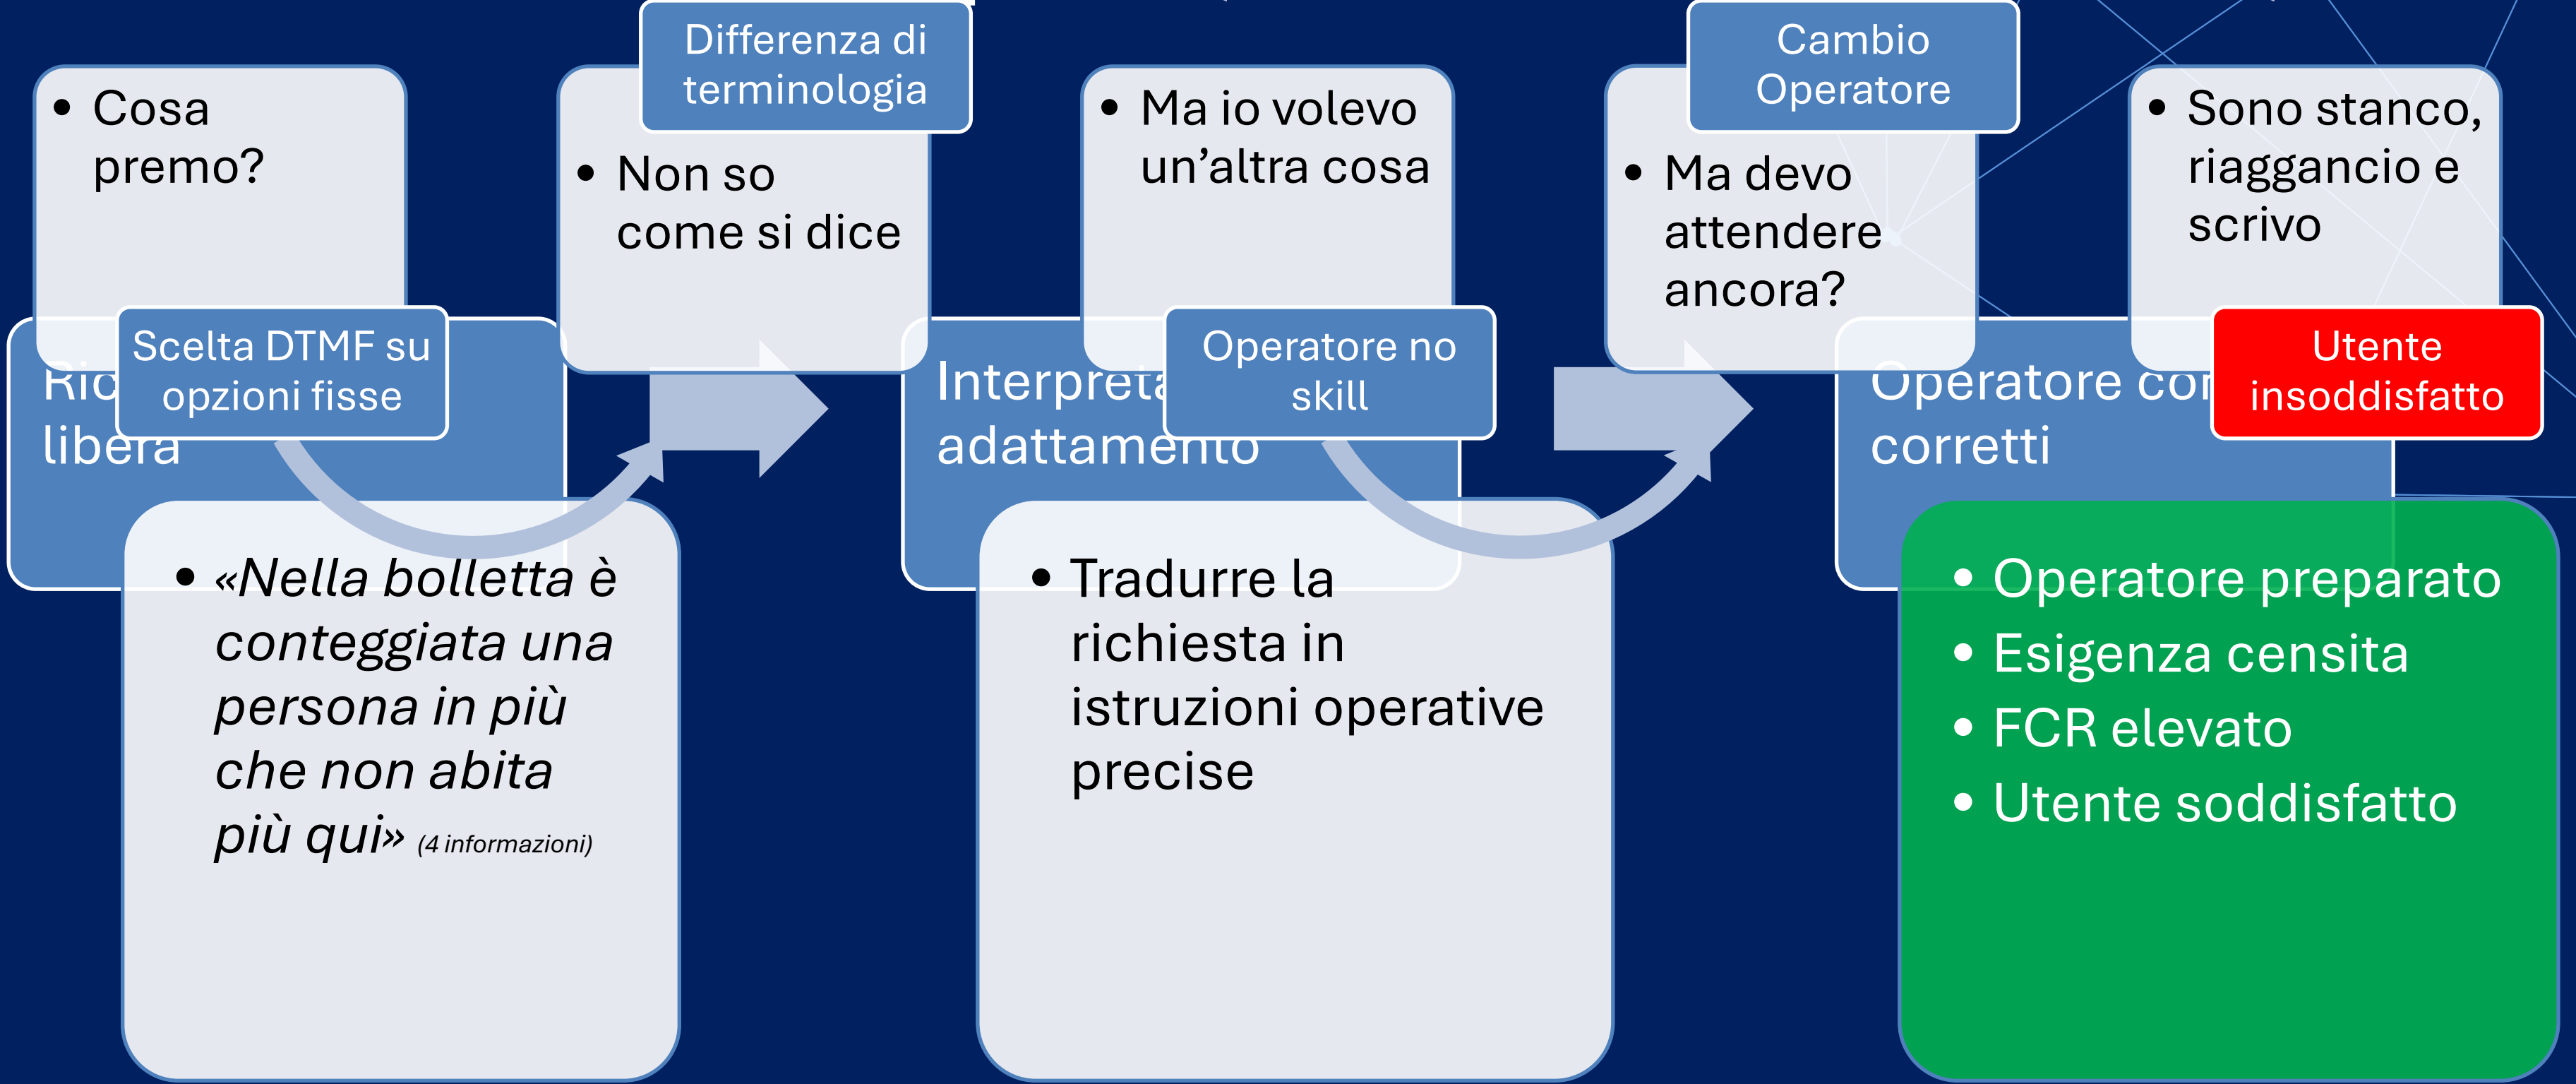 Differenza di
terminologia
Cambio
Operatore
• Cosa
premo?
• Non so
come si dice
• Ma io volevo
un’altra cosa
• Ma devo
attendere
ancora?
• Sono stanco,
riaggancio e
scrivo
Scelta DTMF su
opzioni fisse
Operatore no
skill
Utente
insoddisfatto
libera
adattamento
Operatore
corretti
• «Nella bolletta è
conteggiata una
persona in più
che non abita
più qui» (4 informazioni)
• Tradurre la
richiesta in
istruzioni operative
precise
• Operatore preparato
• Esigenza censita
• FCR elevato
• Utente soddisfatto